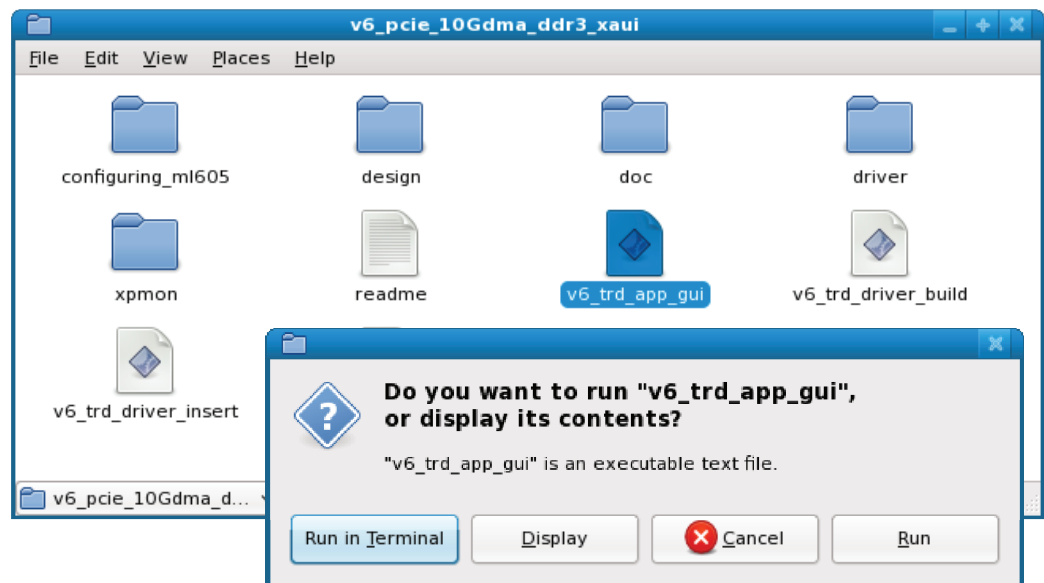 v6_pcie_10Gdma_ddr3_xaui
File Edit View Places Help
configuring_ml605 design doc driver
xpmon readme v6_trd_app_gui v6_trd_driver_build
v6_trd_driver_insert
Do you want to run "v6_trd_app_gui",
or display its contents?
"v6_trd_app_gui" is an executable text file.
v6_pcie_10Gdma_d...
Run in Terminal Display Cancel Run